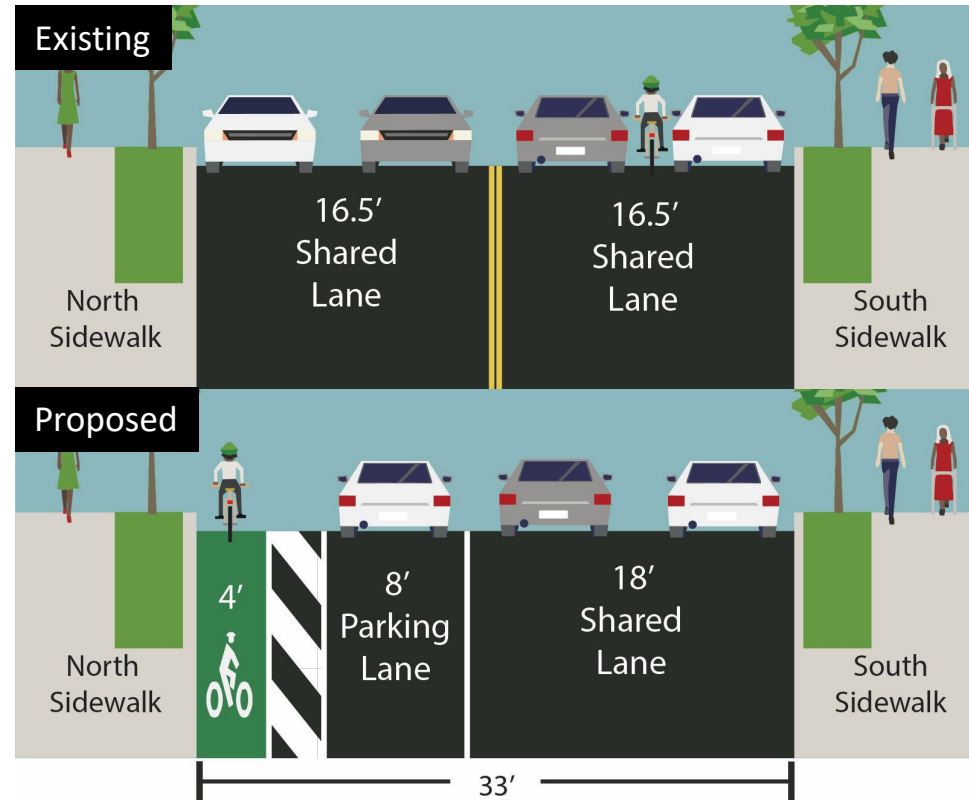 Existing
16.5’
Shared
Lane
16.5’
Shared
Lane
North
Sidewalk
South
Sidewalk
Proposed
4’
8’
Parking
Lane
18’
Shared
Lane
North
Sidewalk
South
Sidewalk
33’